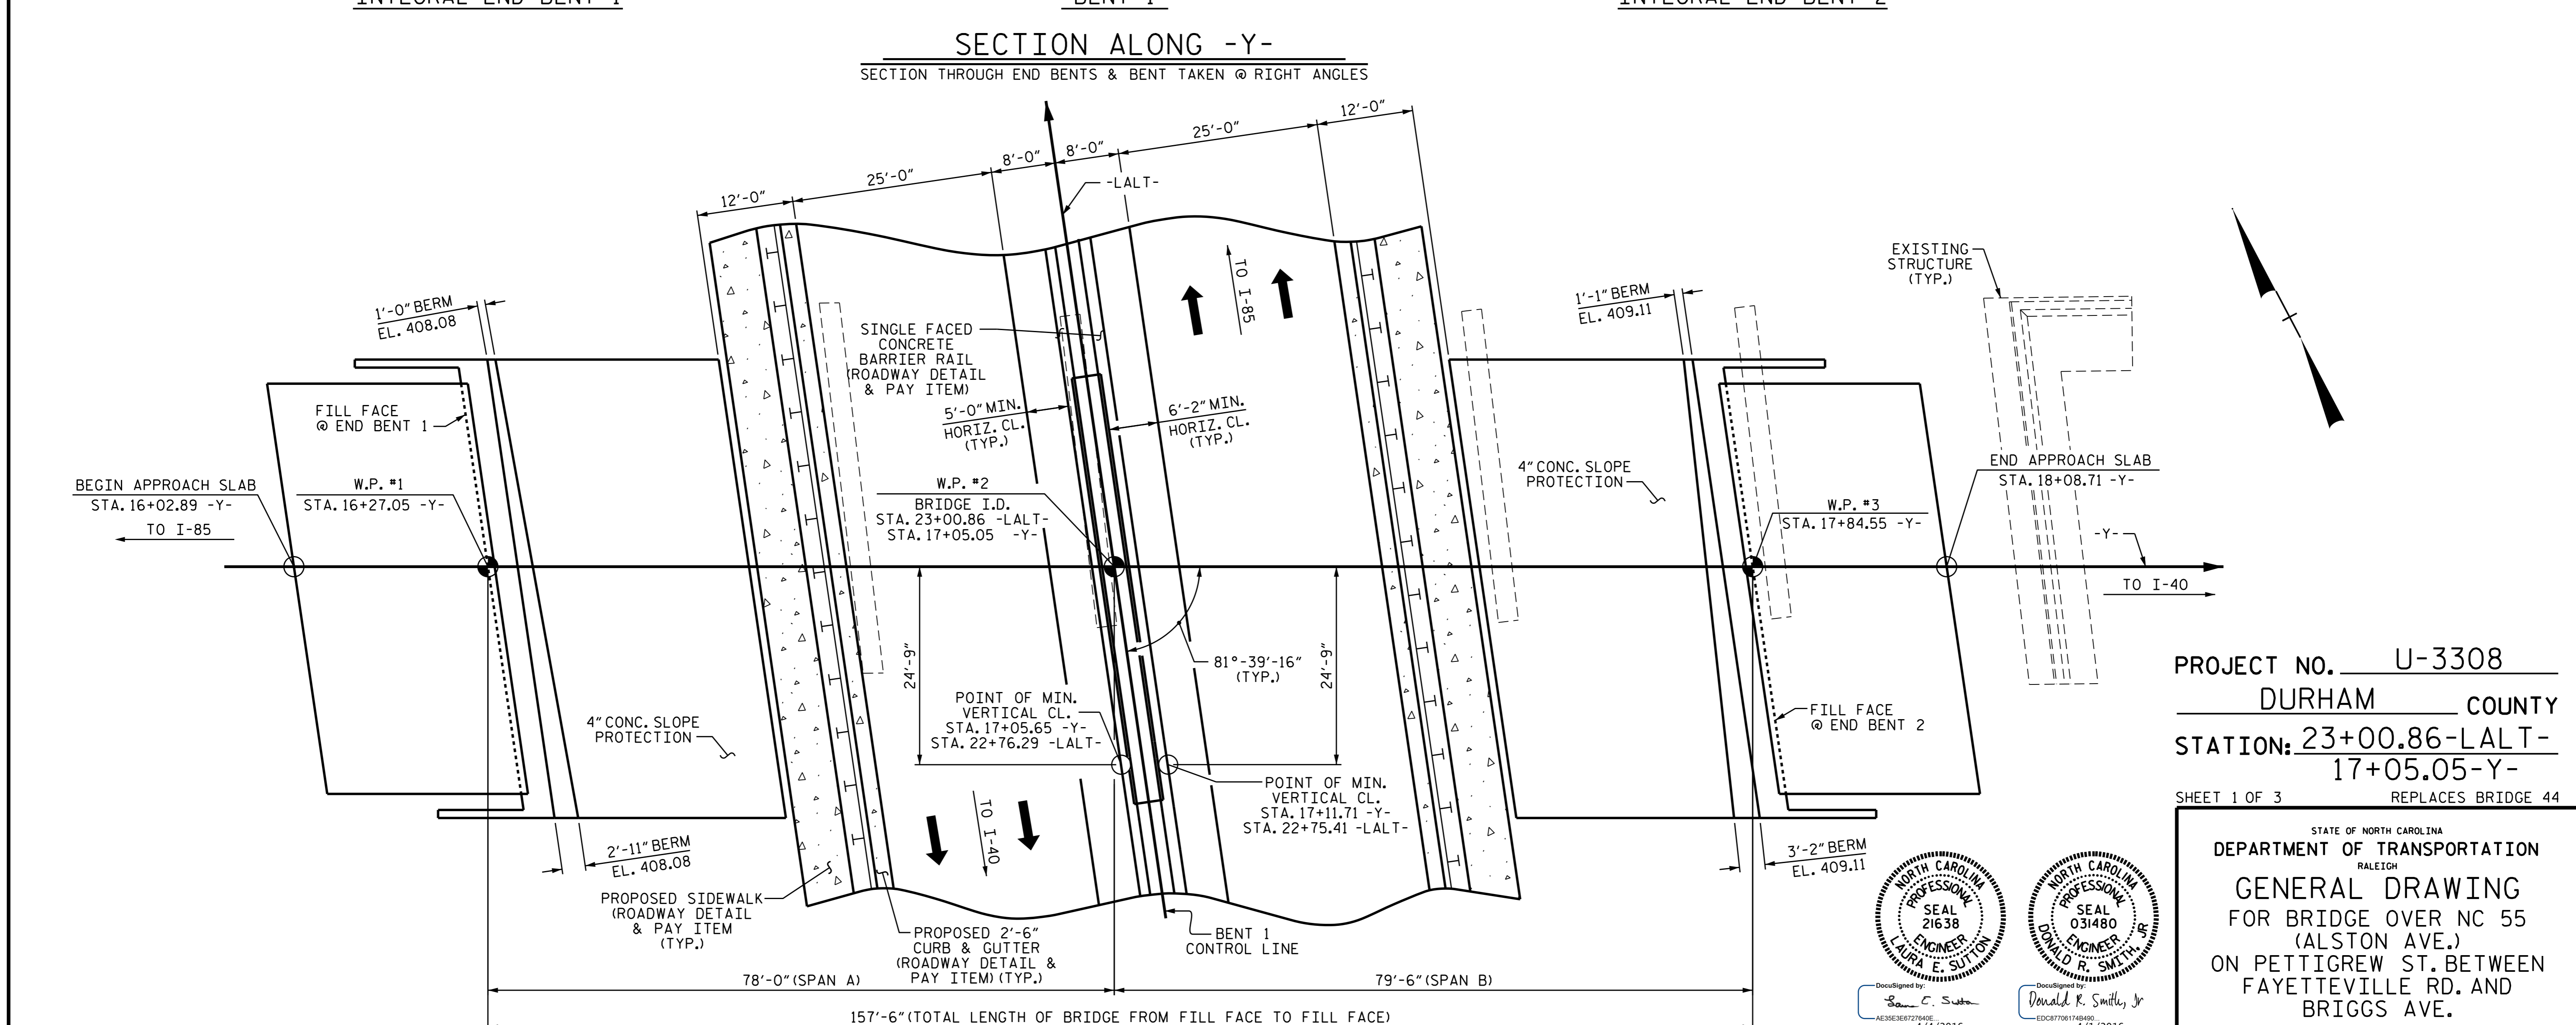 INTEGRAL END BENT 1
BENT 1
INTEGRAL END BENT 2
SECTION ALONG -Y-
SECTION THROUGH END BENTS & BENT TAKEN @ RIGHT ANGLES
12'-0"
25'-0"
8'-0"
8'-0"
25'-0"
12'-0"
-LALT-
TO I-85
1'-0" BERM
EL. 408.08
SINGLE FACED
CONCRETE
BARRIER RAIL
(ROADWAY DETAIL
& PAY ITEM)
1'-1" BERM
EL. 409.11
EXISTING
STRUCTURE
(TYP.)
FILL FACE
@ END BENT 1
5'-0" MIN.
HORIZ. CL.
(TYP.)
6'-2" MIN.
HORIZ. CL.
(TYP.)
BEGIN APPROACH SLAB
STA. 16+02.89 -Y-
TO I-85
W.P. #1
STA. 16+27.05 -Y-
W.P. #2
BRIDGE I.D.
STA. 23+00.86 -LALT-
STA. 17+05.05 -Y-
4" CONC. SLOPE
PROTECTION
W.P. #3
STA. 17+84.55 -Y-
END APPROACH SLAB
STA. 18+08.71 -Y-
-Y-
TO I-40
24'-9"
81°-39'-16"
(TYP.)
24'-9"
4" CONC. SLOPE
PROTECTION
POINT OF MIN.
VERTICAL CL.
STA. 17+05.65 -Y-
STA. 22+76.29 -LALT-
POINT OF MIN.
VERTICAL CL.
STA. 17+11.71 -Y-
STA. 22+75.41 -LALT-
FILL FACE
@ END BENT 2
TO I-40
2'-11" BERM
EL. 408.08
3'-2" BERM
EL. 409.11
PROPOSED SIDEWALK
(ROADWAY DETAIL
& PAY ITEM
(TYP.)
PROPOSED 2'-6"
CURB & GUTTER
(ROADWAY DETAIL &
PAY ITEM) (TYP.)
BENT 1
CONTROL LINE
78'-0" (SPAN A)
79'-6" (SPAN B)
157'-6" (TOTAL LENGTH OF BRIDGE FROM FILL FACE TO FILL FACE)
PROJECT NO. U-3308
DURHAM COUNTY
STATION: 23+00.86-LALT-
17+05.05-Y-
SHEET 1 OF 3 REPLACES BRIDGE 44
STATE OF NORTH CAROLINA
DEPARTMENT OF TRANSPORTATION
RALEIGH
GENERAL DRAWING
FOR BRIDGE OVER NC 55
(ALSTON AVE.)
ON PETTIGREW ST. BETWEEN
FAYETTEVILLE RD. AND
BRIGGS AVE.
NORTH CAROLINA
PROFESSIONAL
SEAL
21638
ENGINEER
LAURA E. SUTTON
NORTH CAROLINA
PROFESSIONAL
SEAL
031480
ENGINEER
DONALD R. SMITH, JR
DocuSigned by:
Laura E. Sutton
AE35E3E6727640E...
DocuSigned by:
Donald R. Smith, Jr
EDC87706174B490...